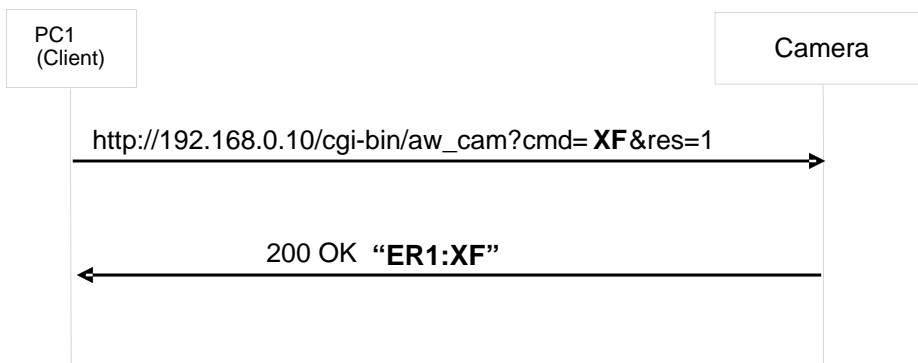 PC1
(Client)
Camera
http://192.168.0.10/cgi-bin/aw_cam?cmd= XF &res=1
200 OK “ER1:XF”